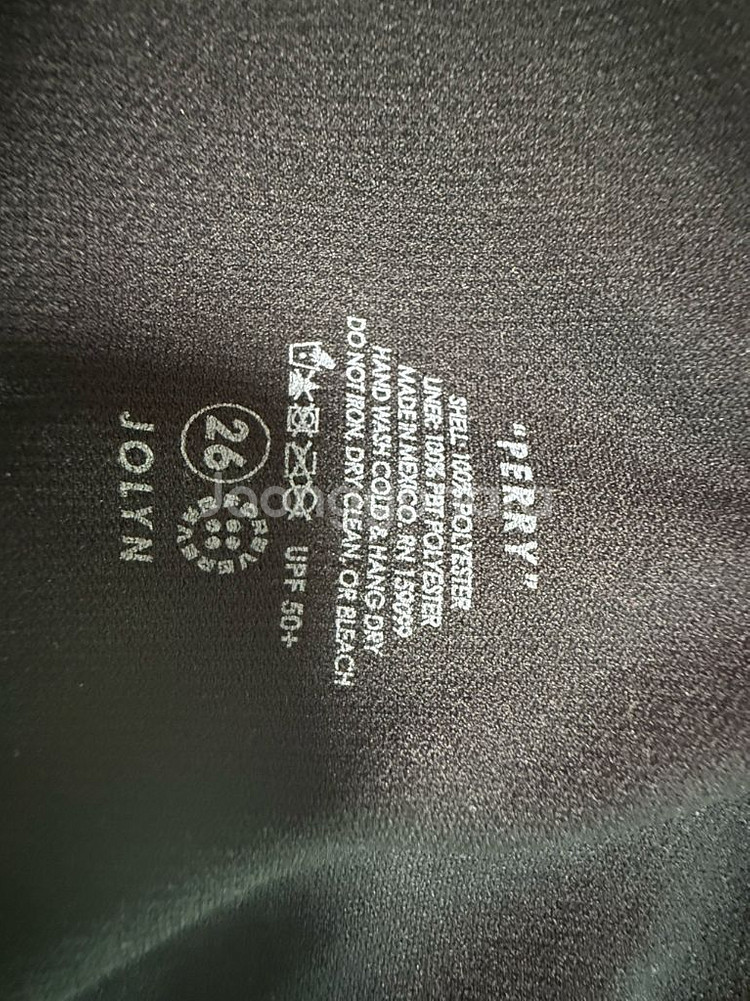 "PERRY"
SHELL: 100% POLYESTER
LINER: 100% PBT POLYESTER
MADE IN MEXICO. RN
HAND WASH COLD & HANG DRY
DO NOT IRON, DRY CLEAN, OR BLEACH
UPF 50+
26
JOLYN